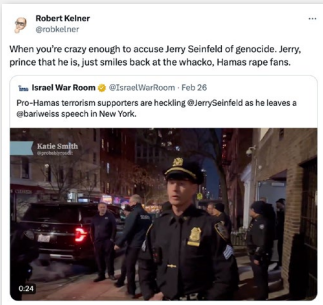 Robert Kelner
@robkelner
When you're crazy enough to accuse Jerry Seinfeld of genocide. Jerry,
prince that he is, just smiles back at the whacko, Hamas rape fans.
Israel War Room @IsraelWarRoom · Feb 26
Pro-Hamas terrorism supporters are heckling @JerrySeinfeld as he leaves a
@bariweiss speech in New York.
Katie Smith
0:24